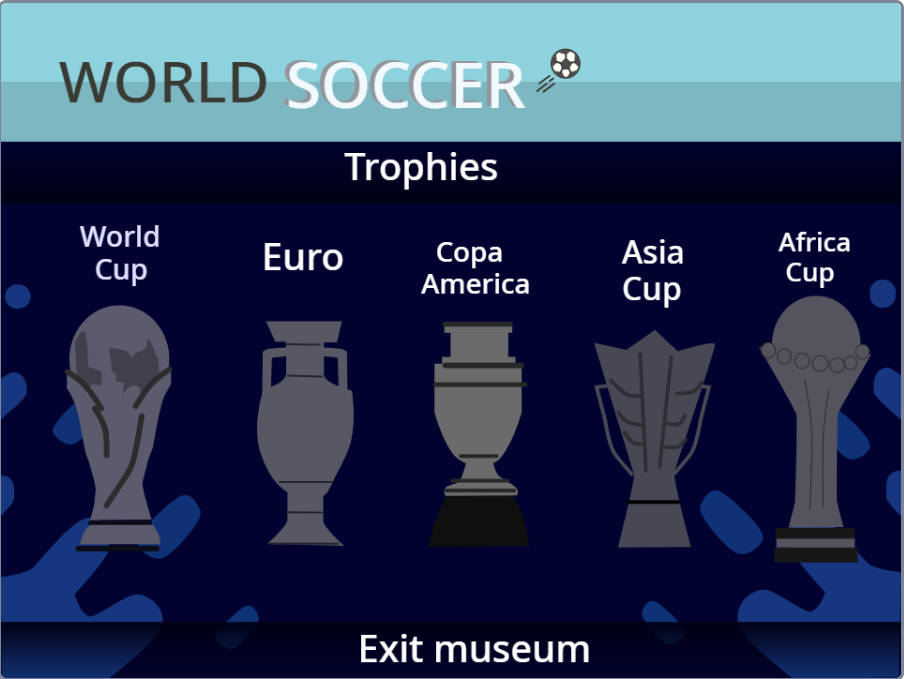 WORLD SOCCER
Trophies
World
Cup
Euro
Copa
America
Asia
Cup
Africa
Cup
Exit museum